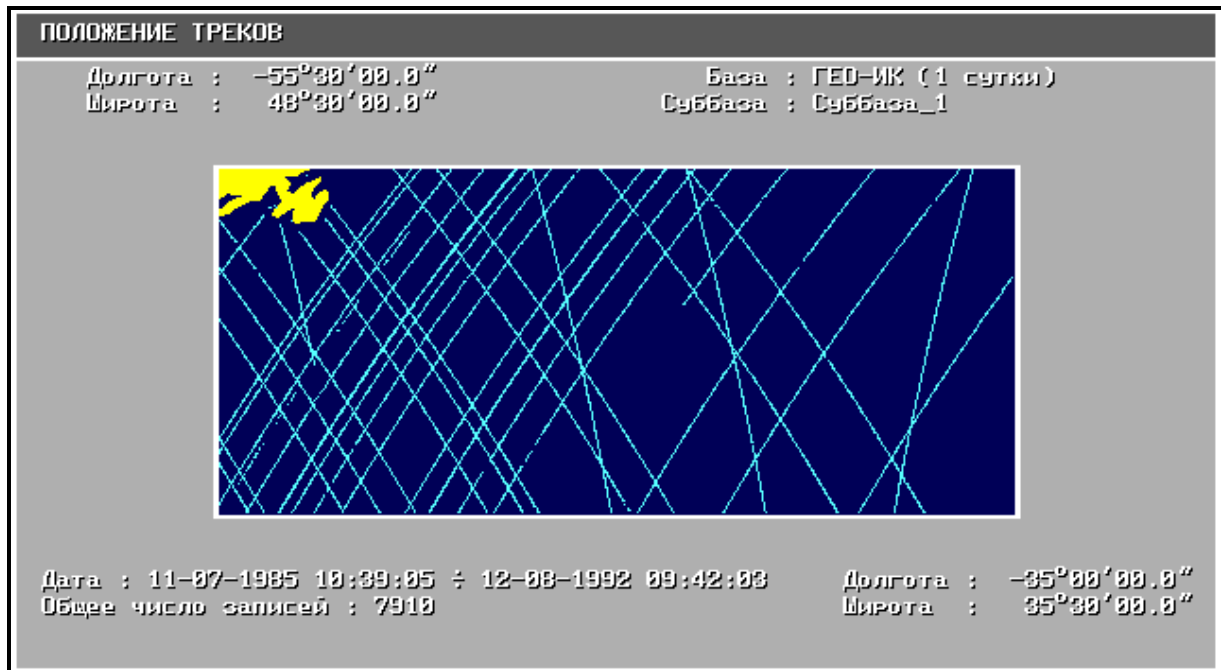 ПОЛОЖЕНИЕ ТРЕКОВ
Долгота : -55°30'00.0" База : ГЕО-ИК (1 сутки)
Широта : 48°30'00.0" Суббаза : Суббаза_1
Дата : 11-07-1985 10:39:05 ÷ 12-08-1992 09:42:03 Долгота : -35°00'00.0"
Общее число записей : 7910 Широта : 35°30'00.0"